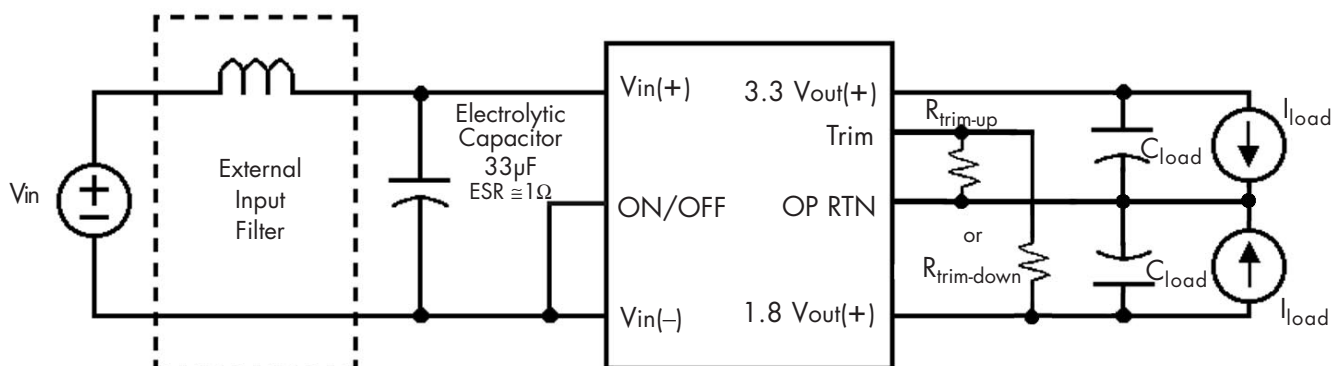 Vin
External
Input
Filter
Electrolytic
Capacitor
33µF
ESR ≅1Ω
Vin(+)
ON/OFF
Vin(–)
3.3 Vout(+)
Trim
OP RTN
1.8 Vout(+)
Rtrim-up
or
Rtrim-down
Cload
Cload
Iload
Iload